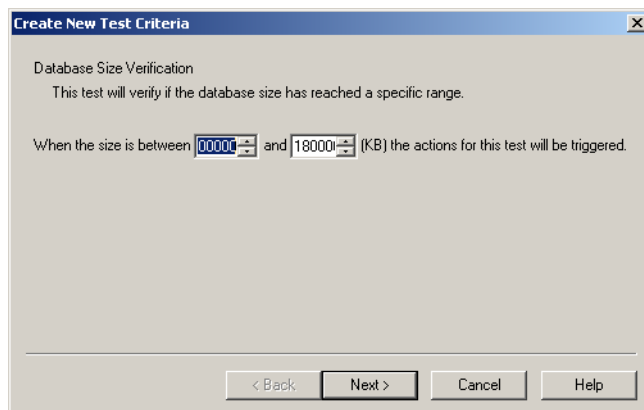 Create New Test Criteria
Database Size Verification
This test will verify if the database size has reached a specific range.
When the size is between 00000 and 18000 (KB) the actions for this test will be triggered.
< Back Next > Cancel Help